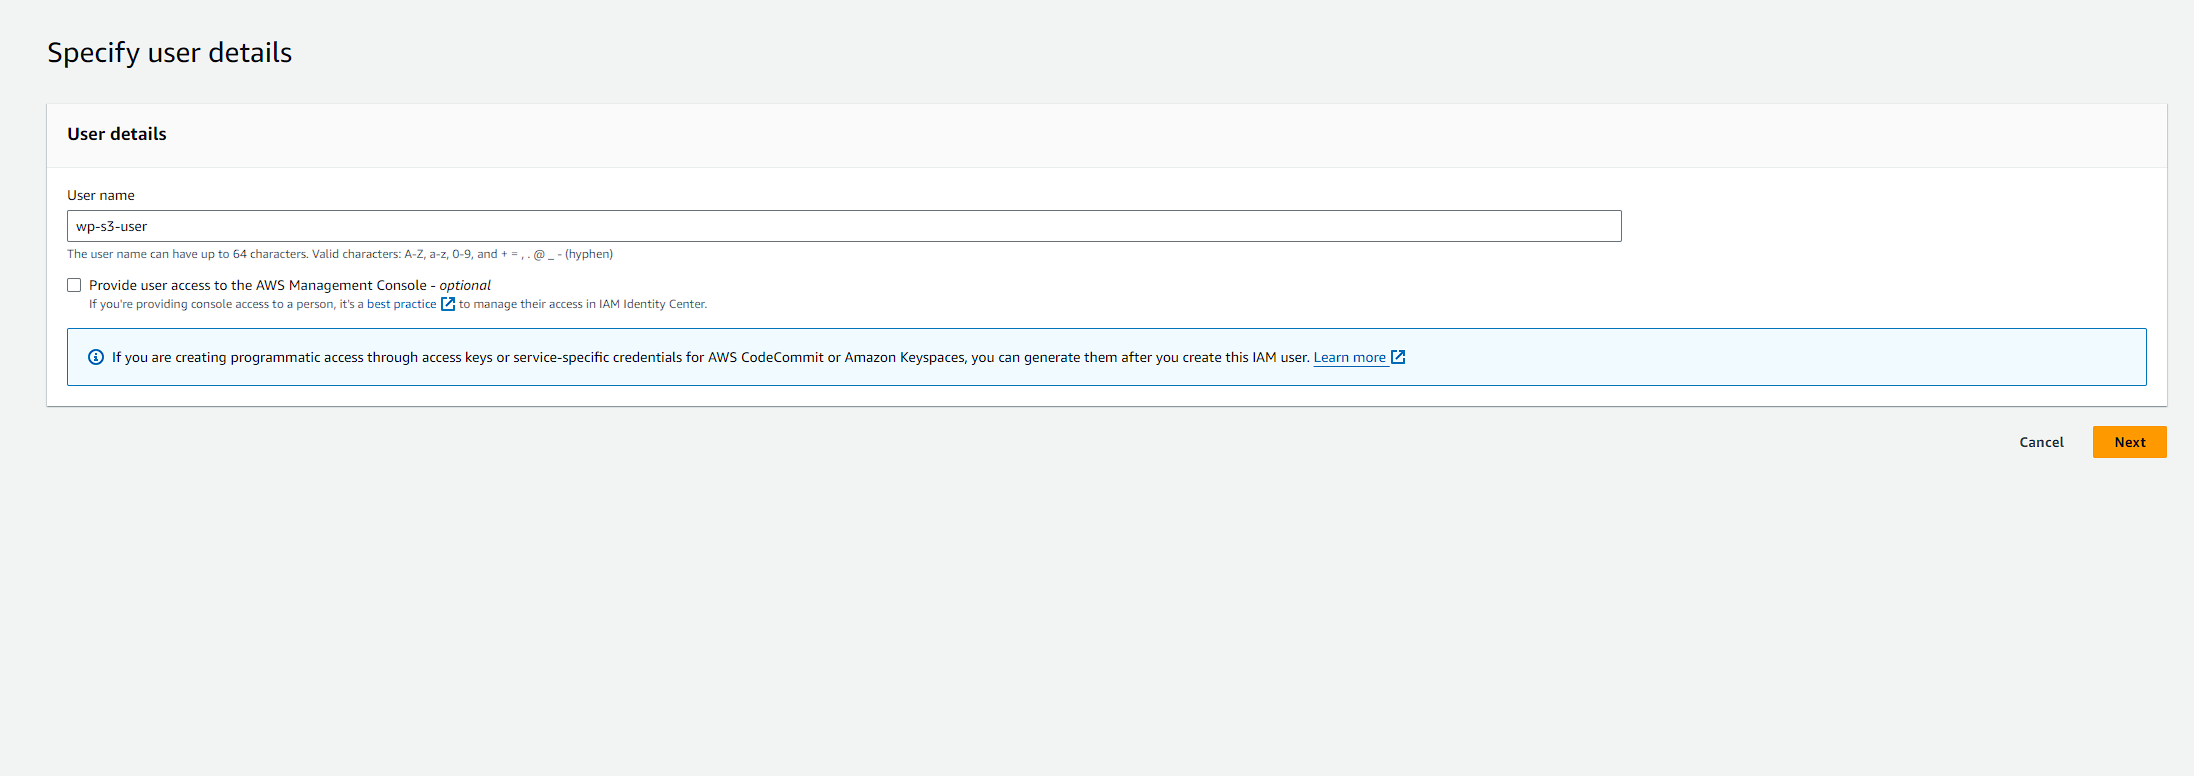 Specify user details
User details
User name
wp-s3-user
The user name can have up to 64 characters. Valid characters: A-Z, a-z, 0-9, and + = , . @ _ - (hyphen)
Provide user access to the AWS Management Console - optional
If you're providing console access to a person, it's a best practice to manage their access in IAM Identity Center.
If you are creating programmatic access through access keys or service-specific credentials for AWS CodeCommit or Amazon Keyspaces, you can generate them after you create this IAM user. Learn more
Cancel Next